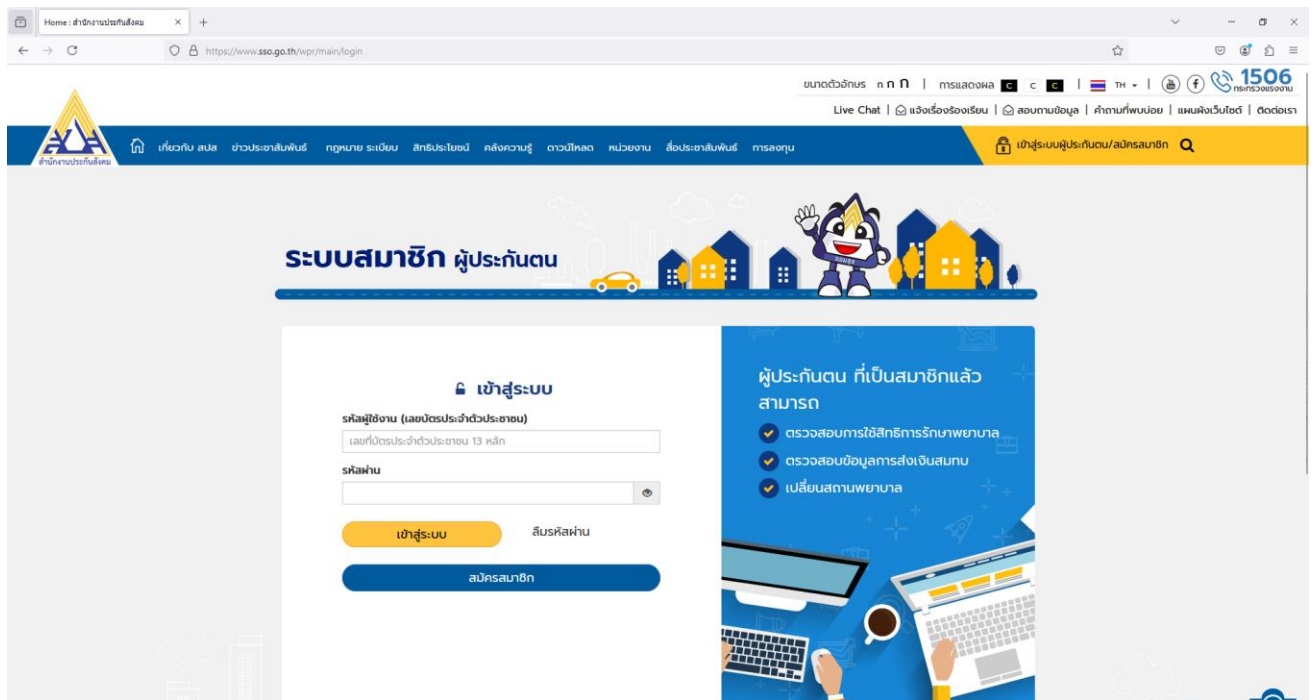 Home : สำนักงานประกันสังคม
https://www.sso.go.th/wpr/main/login
ขนาดตัวอักษร ก ก ก | การแสดงผล C C C | TH | 1506
กระทรวงแรงงาน
Live Chat | แจ้งเรื่องร้องเรียน | สอบถามข้อมูล | คำถามที่พบบ่อย | แผนผังเว็บไซต์ | ติดต่อเรา
สำนักงานประกันสังคม
เกี่ยวกับ สปส ข่าวประชาสัมพันธ์ กฎหมาย ระเบียบ สิทธิประโยชน์ คลังความรู้ ดาวน์โหลด หน่วยงาน สื่อประชาสัมพันธ์ การลงทุน เข้าสู่ระบบผู้ประกันตน/สมัครสมาชิก
ระบบสมาชิก ผู้ประกันตน
เข้าสู่ระบบ
รหัสผู้ใช้งาน (เลขบัตรประจำตัวประชาชน)
เลขที่บัตรประจำตัวประชาชน 13 หลัก
รหัสผ่าน
เข้าสู่ระบบ ลืมรหัสผ่าน
สมัครสมาชิก
ผู้ประกันตน ที่เป็นสมาชิกแล้ว
สามารถ
ตรวจสอบการใช้สิทธิการรักษาพยาบาล
ตรวจสอบข้อมูลการส่งเงินสมทบ
เปลี่ยนสถานพยาบาล